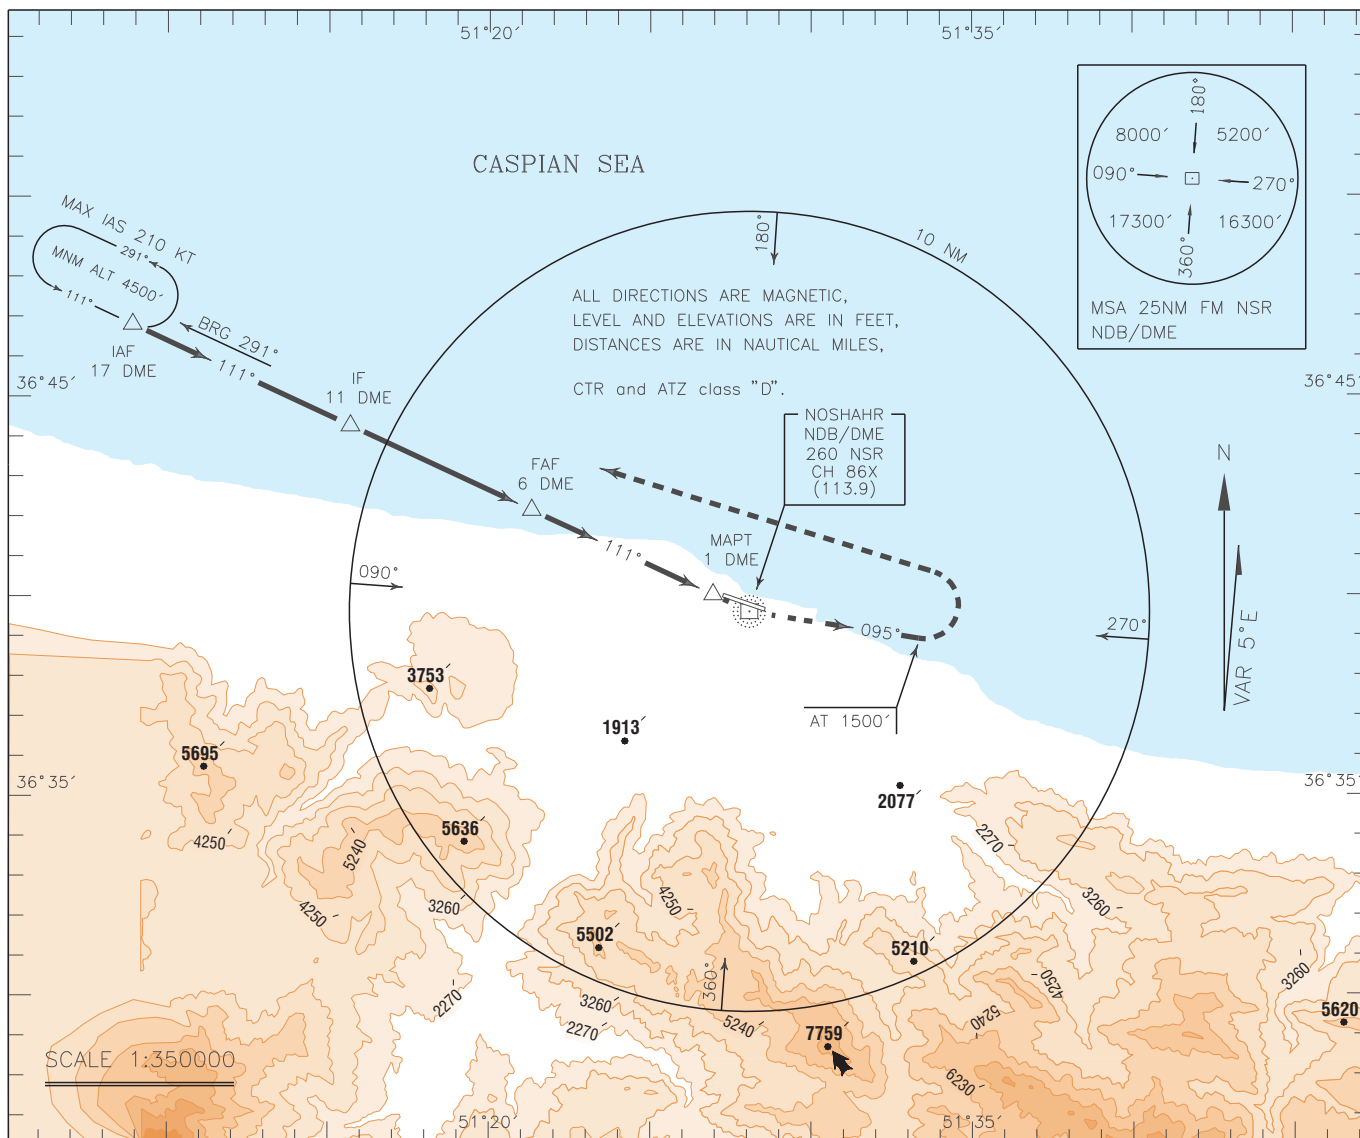 51°20′
51°35′
CASPIAN SEA
180°
8000′
5200′
090°
270°
17300′
16300′
360°
MSA 25NM FM NSR
NDB/DME
MAX IAS 210 KT
291°
MNM ALT 4500′
111°
IAF
17 DME
BRG 291°
111°
IF
11 DME
180°
10 NM
ALL DIRECTIONS ARE MAGNETIC,
LEVEL AND ELEVATIONS ARE IN FEET,
DISTANCES ARE IN NAUTICAL MILES,
CTR and ATZ class "D".
36°45′
36°45′
NOSHAHR
NDB/DME
260 NSR
CH 86X
(113.9)
N
VAR 5°E
FAF
6 DME
111°
MAPT
1 DME
090°
095°
270°
AT 1500′
3753′
1913′
5695′
36°35′
36°35′
2077′
5636′
4250′
5240′
2270′
4250′
3260′
4250′
3260′
5502′
5210′
360°
2270′
3260′
2270′
5240′
7759′
4250′
5240′
3260′
5620
6230′
SCALE 1:350000
51°20′
51°35′